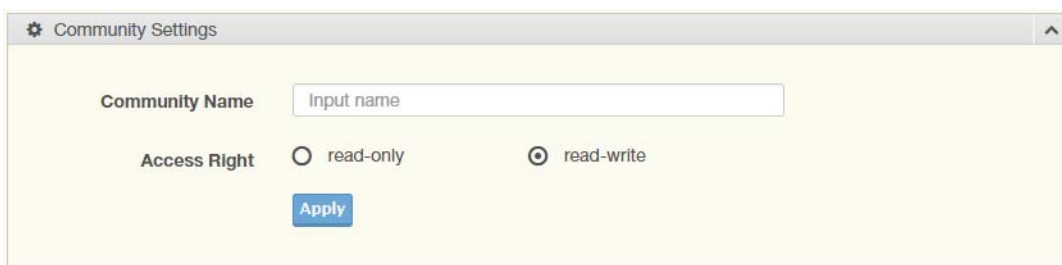 Community Settings
Community Name Input name
Access Right read-only read-write
Apply